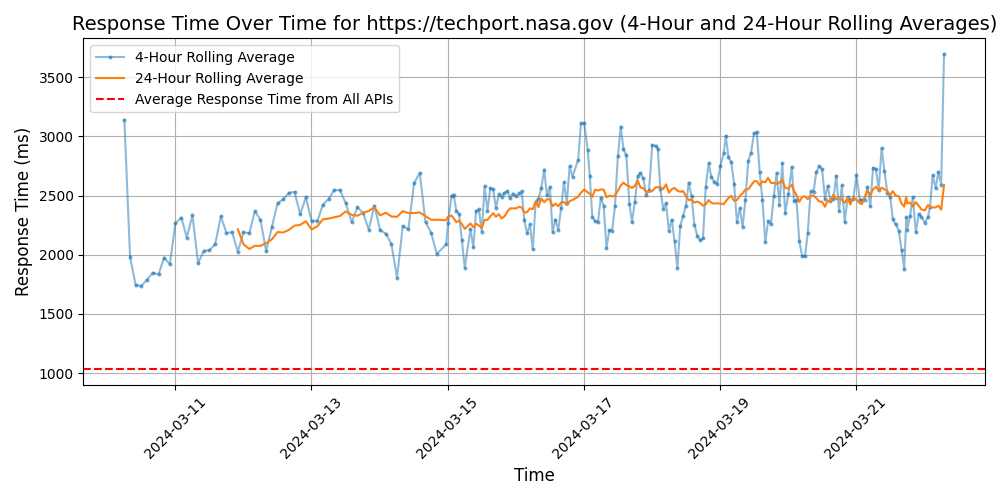 Response Time Over Time for https://techport.nasa.gov (4-Hour and 24-Hour Rolling Averages)
4-Hour Rolling Average
24-Hour Rolling Average
Average Response Time from All APIs
Response Time (ms)
3500
3000
2500
2000
1500
1000
2024-03-11
2024-03-13
2024-03-15
2024-03-17
2024-03-19
2024-03-21
Time